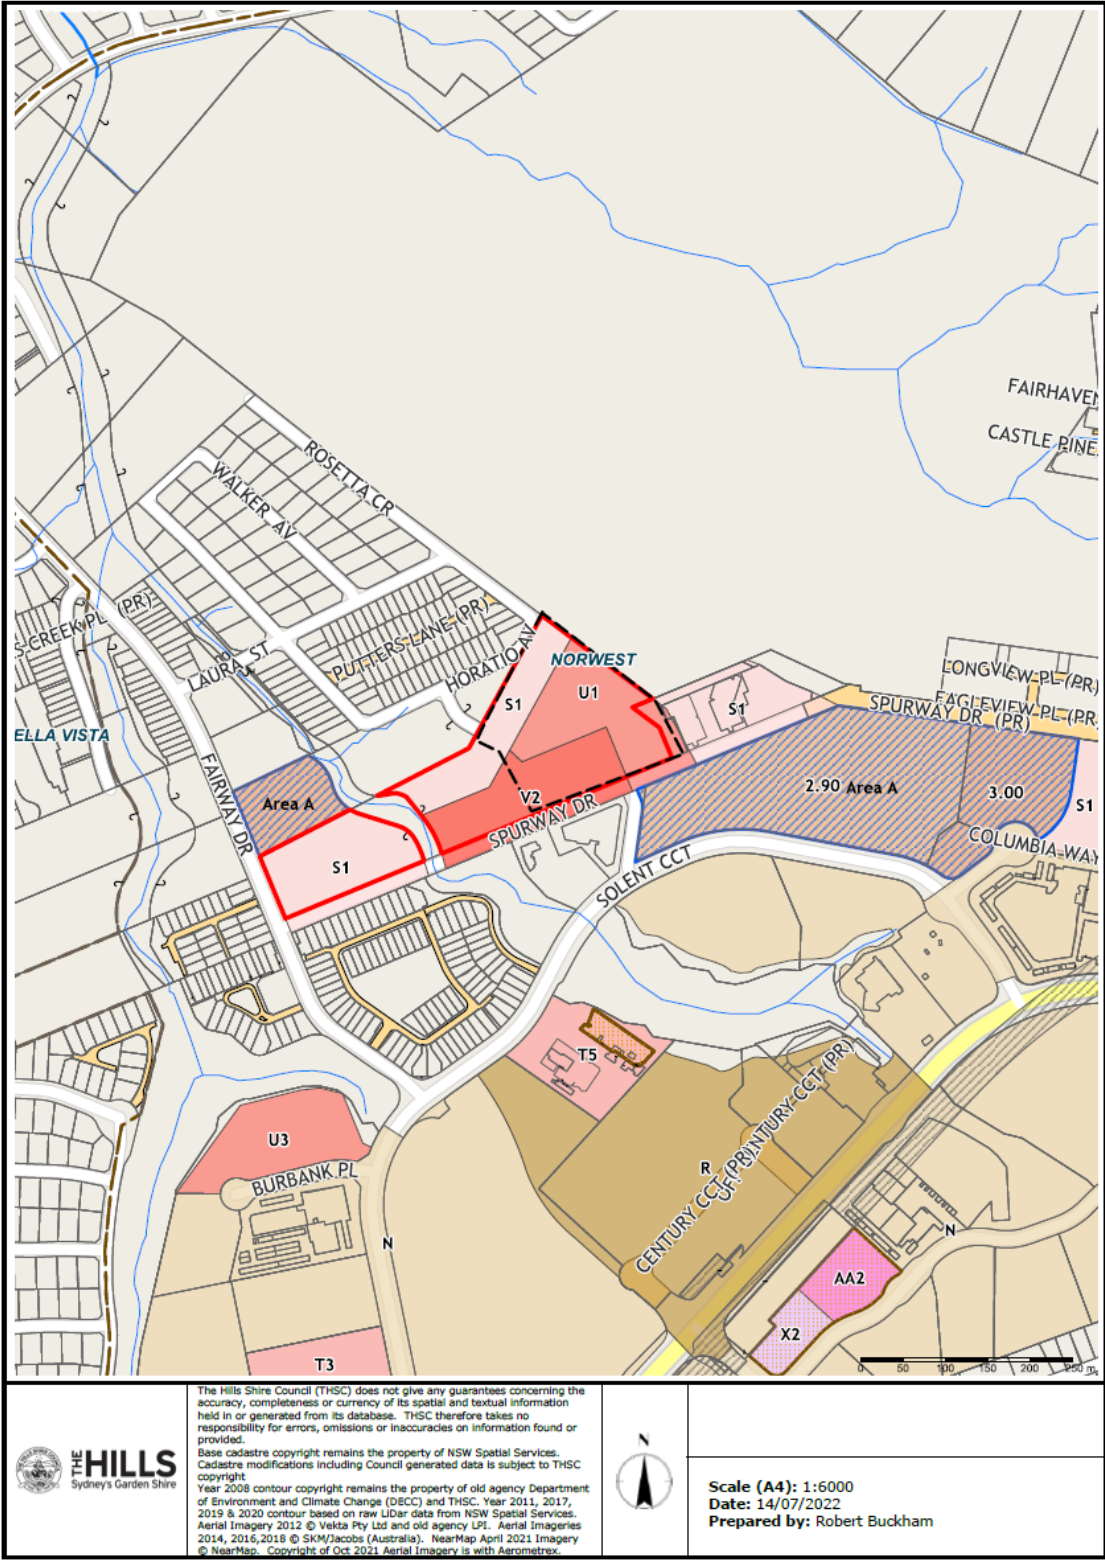 FAIRHAVEN
CASTLE PINE
ROSETTA CR
WALKER AV
S CREEK PL (PR)
PUTTERS LANE (PR)
LAURA ST
HORATIO AV
NORWEST
LONGVIEW PL (PR)
U1
S1
S1
EAGLEVIEW PL (PR
SPURWAY DR (PR)
ELLA VISTA
FAIRWAY DR
Area A
V2
2.90 Area A
3.00
S1
SPURWAY DR
COLUMBIA WAY
S1
SOLENT CCT
T5
CENTURY CCT (PR)
U3
BURBANK PL
R
CENTURY CCT (PR)
N
N
AA2
X2
T3
0 50 100 150 200 250 m
The Hills Shire Council (THSC) does not give any guarantees concerning the
accuracy, completeness or currency of its spatial and textual information
held in or generated from its database. THSC therefore takes no
responsibility for errors, omissions or inaccuracies on information found or
provided.
Base cadastre copyright remains the property of NSW Spatial Services.
Cadastre modifications including Council generated data is subject to THSC
copyright
Year 2008 contour copyright remains the property of old agency Department
of Environment and Climate Change (DECC) and THSC. Year 2011, 2017,
2019 & 2020 contour based on raw LiDar data from NSW Spatial Services.
Aerial Imagery 2012 © Vekta Pty Ltd and old agency LPI. Aerial Imageries
2014, 2016,2018 © SKM/Jacobs (Australia). NearMap April 2021 Imagery
© NearMap. Copyright of Oct 2021 Aerial Imagery is with Aerometrex.
THE HILLS
Sydney's Garden Shire
N
Scale (A4): 1:6000
Date: 14/07/2022
Prepared by: Robert Buckham